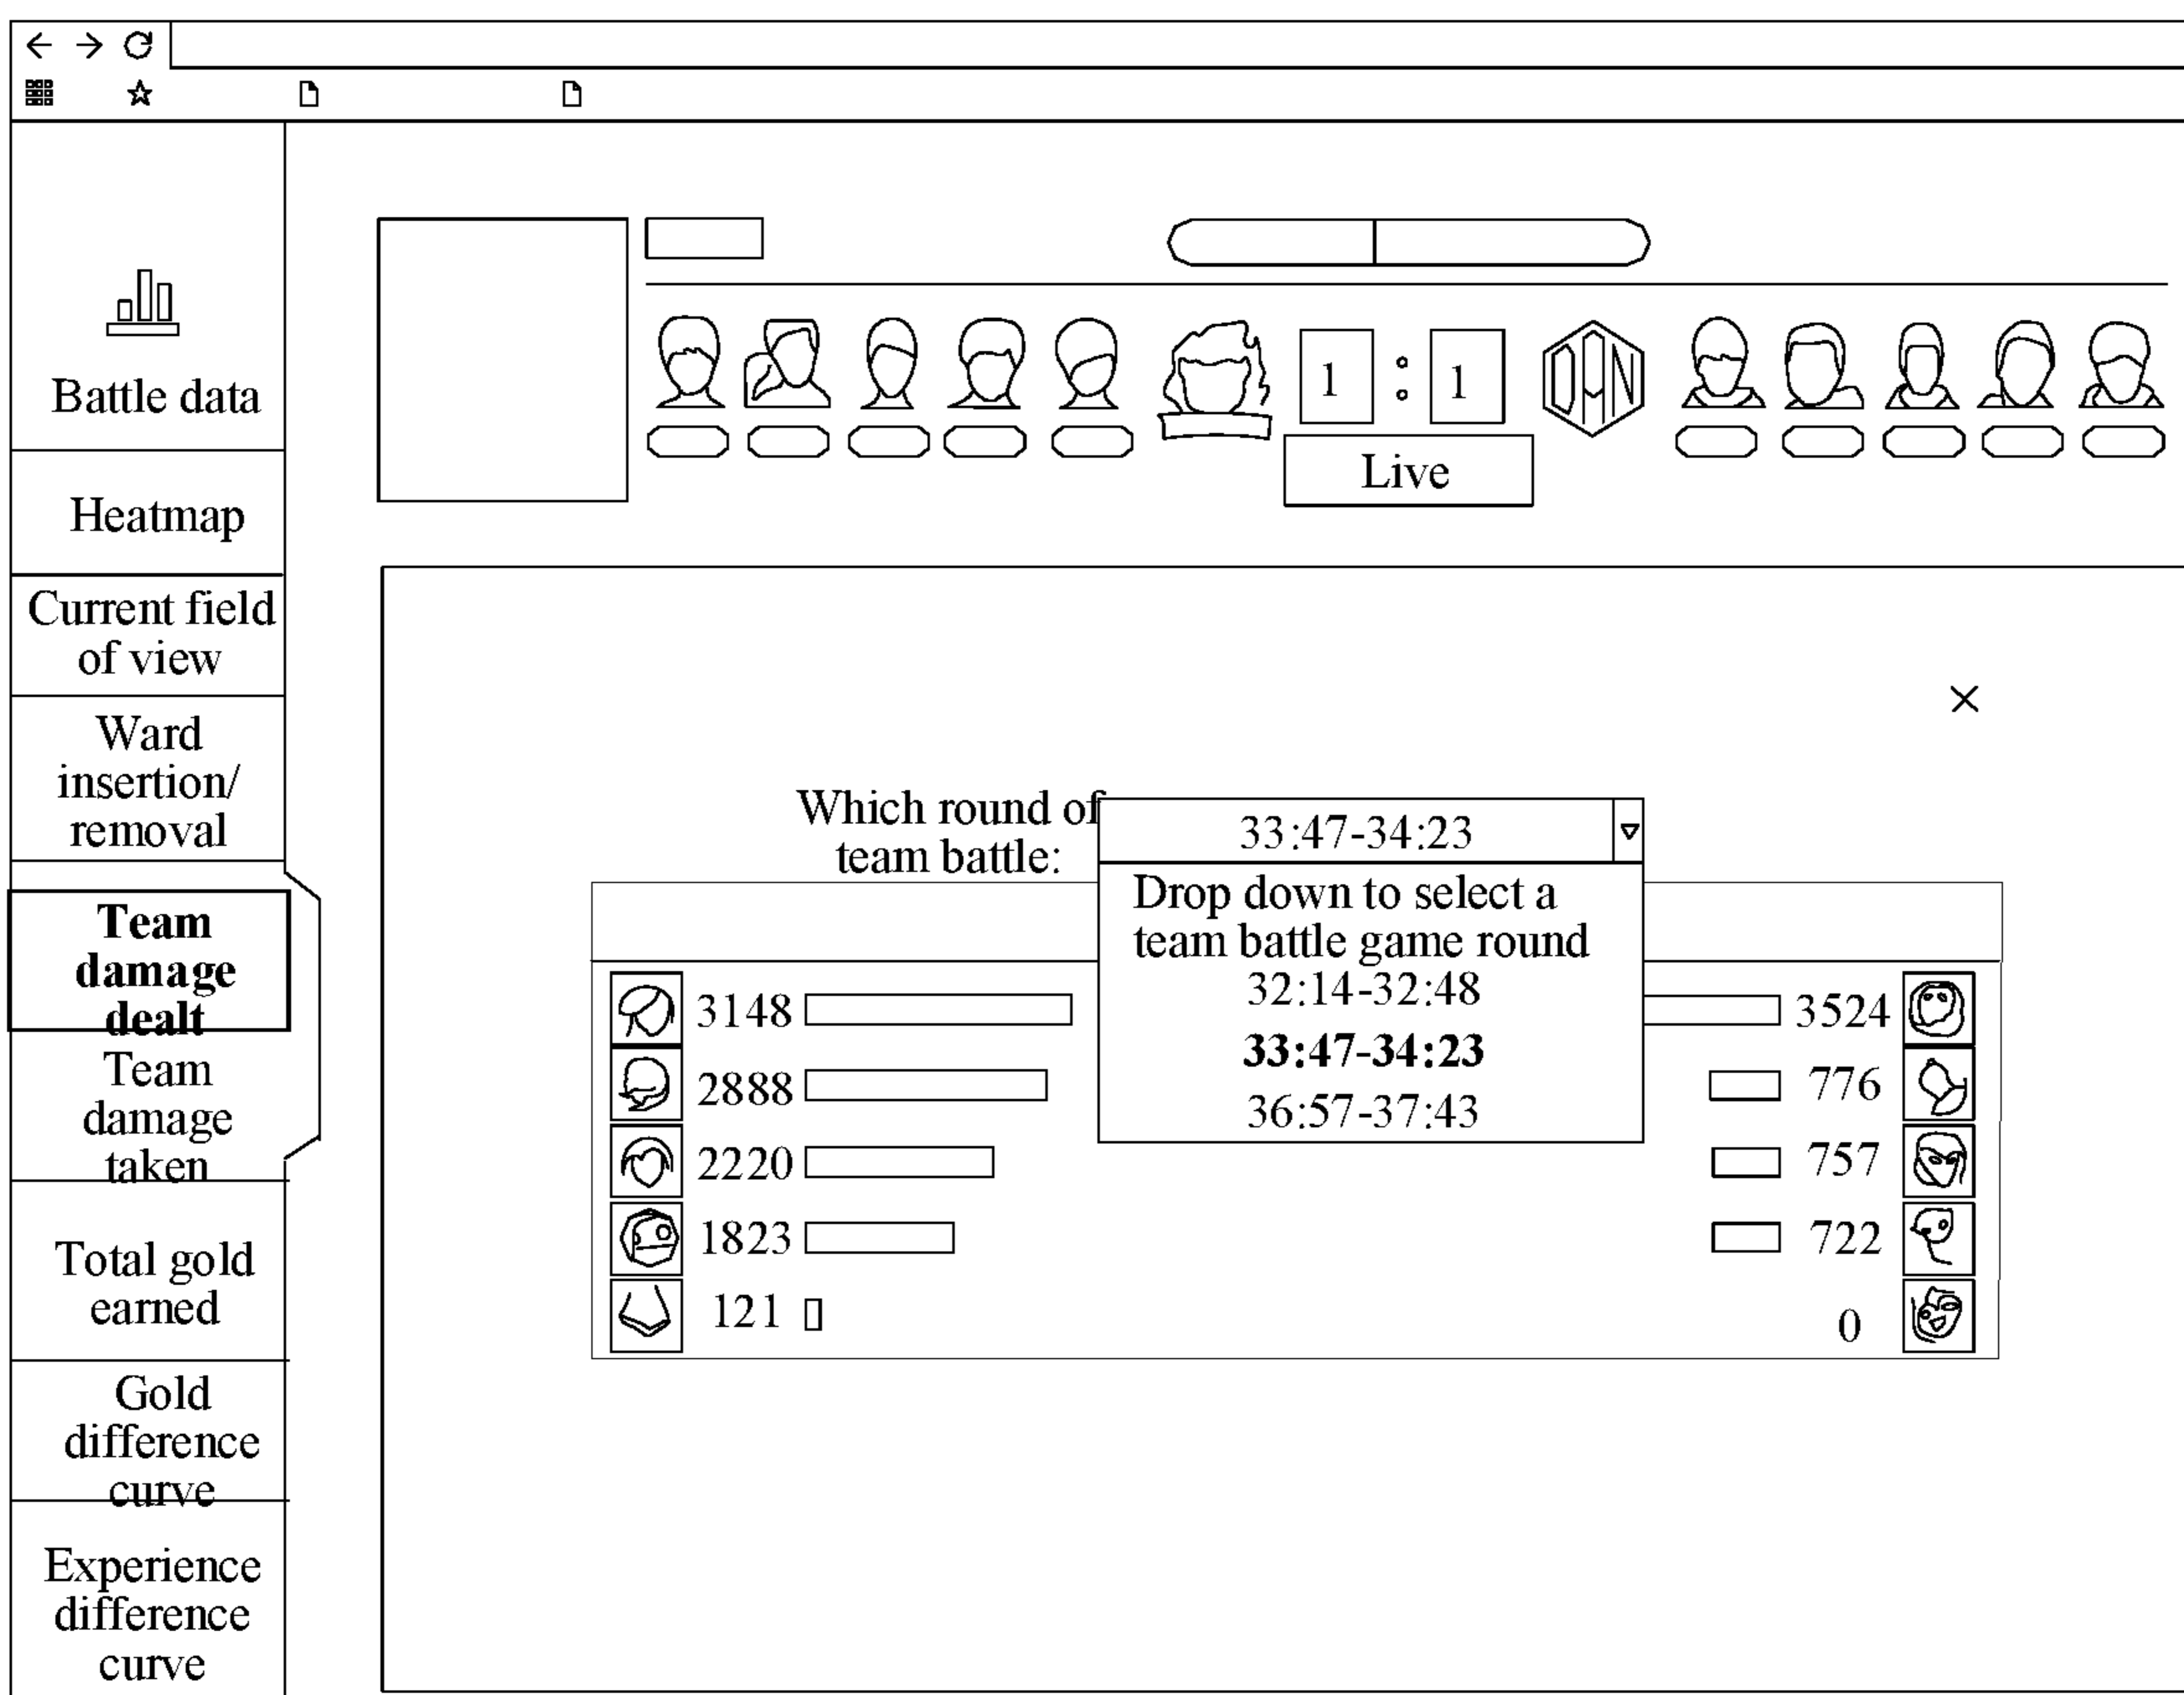 Battle data
Heatmap
Current field
of view
Ward
insertion/
removal
Team
damage
dealt
Team
damage
taken
Total gold
earned
Gold
difference
curve
Experience
difference
curve
1 : 1
DAN
Live
Which round of
team battle:
33:47-34:23
Drop down to select a
team battle game round
32:14-32:48
33:47-34:23
36:57-37:43
3148
2888
2220
1823
121
3524
776
757
722
0